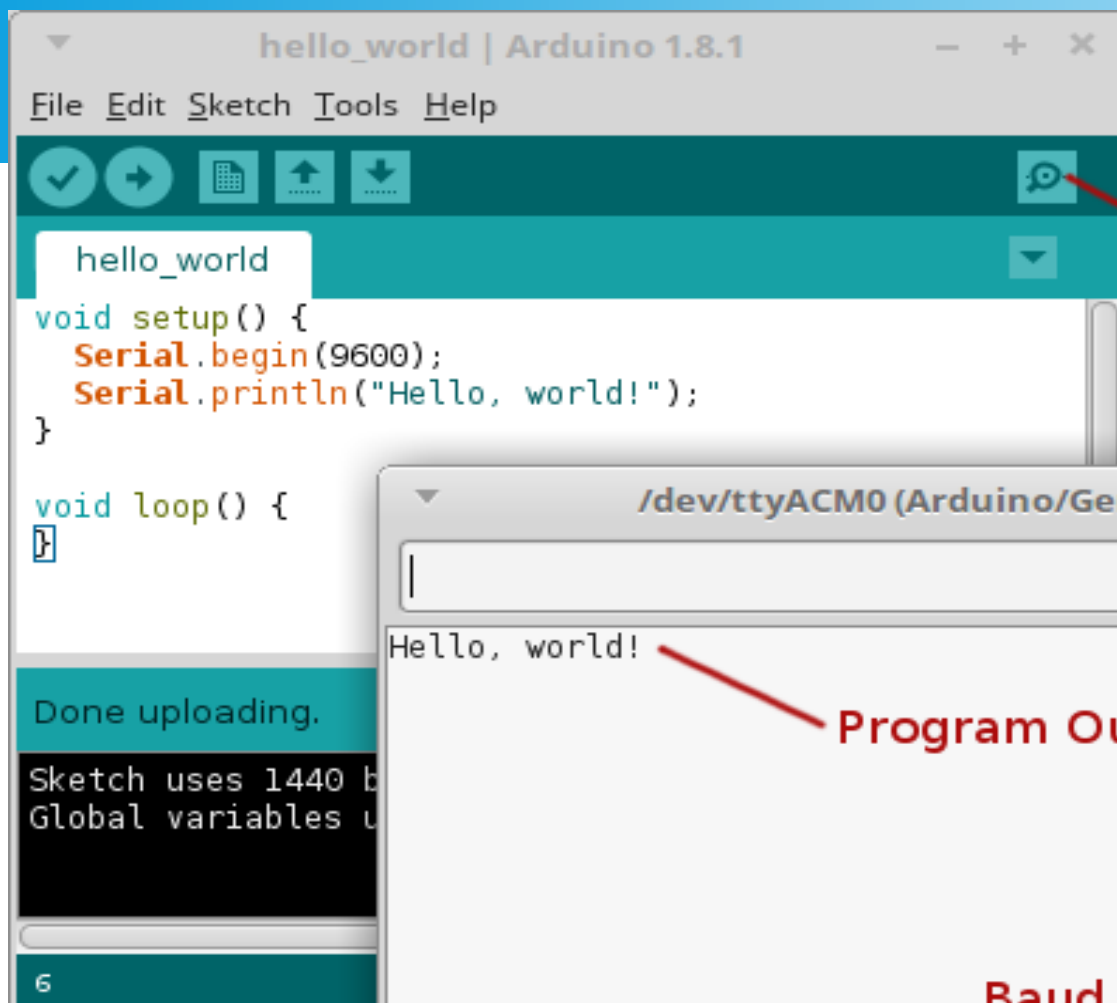 hello_world | Arduino 1.8.1
File Edit Sketch Tools Help
hello_world
void setup() {
  Serial.begin(9600);
  Serial.println("Hello, world!");
}
void loop() {
}
/dev/ttyACM0 (Arduino/Ge
Hello, world!
Program
Done uploading.
Sketch uses 1440
Global variables
Baud
6